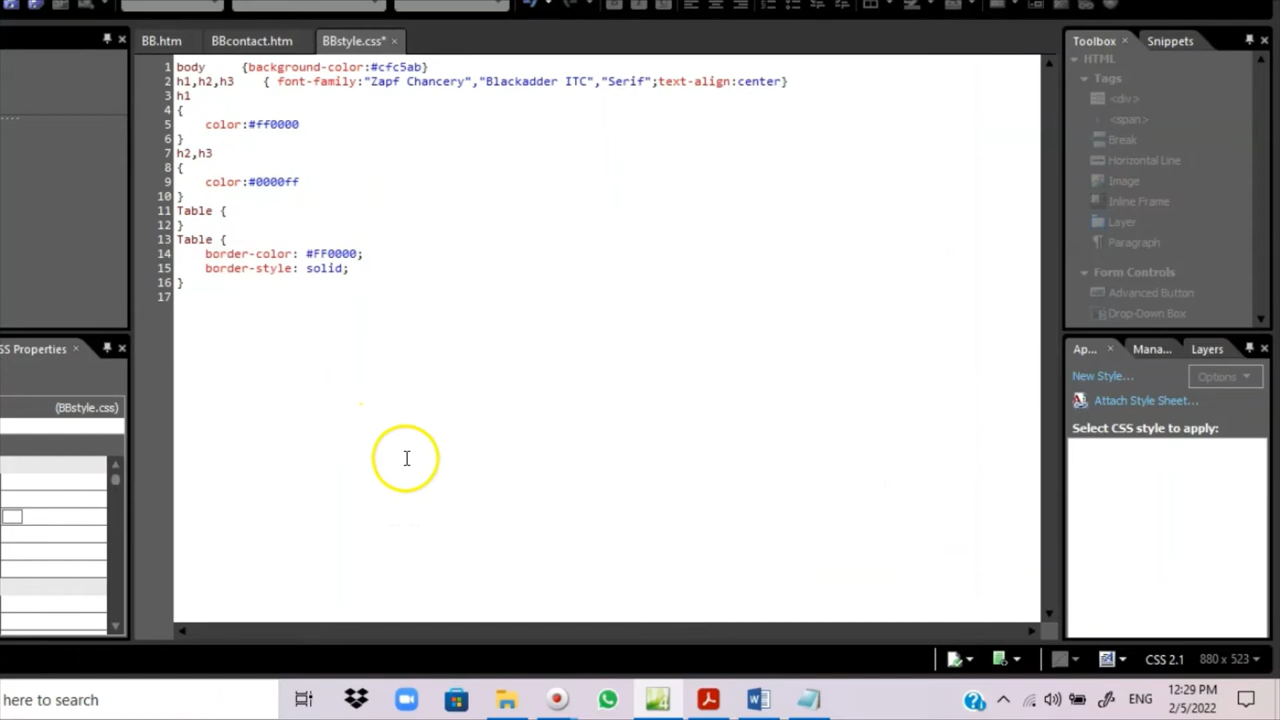 BB.htm BBcontact.htm BBstyle.css* × Toolbox × Snippets
1 body {background-color:#cfc5ab}
2 h1,h2,h3 { font-family:"Zapf Chancery","Blackadder ITC","Serif";text-align:center}
3 h1
4 {
5 color:#ff0000
6 }
7 h2,h3
8 {
9 color:#0000ff
10 }
11 Table {
12 }
13 Table {
14 border-color: #FF0000;
15 border-style: solid;
16 }
17
HTML
Tags
<div>
<span>
Break
Horizontal Line
Image
Inline Frame
Layer
Paragraph
Form Controls
Advanced Button
Drop-Down Box
SS Properties ×
(BBstyle.css)
Ap... × Mana... Layers
New Style... Options
Attach Style Sheet...
Select CSS style to apply:
CSS 2.1 880 x 523
here to search
ENG
12:29 PM
2/5/2022